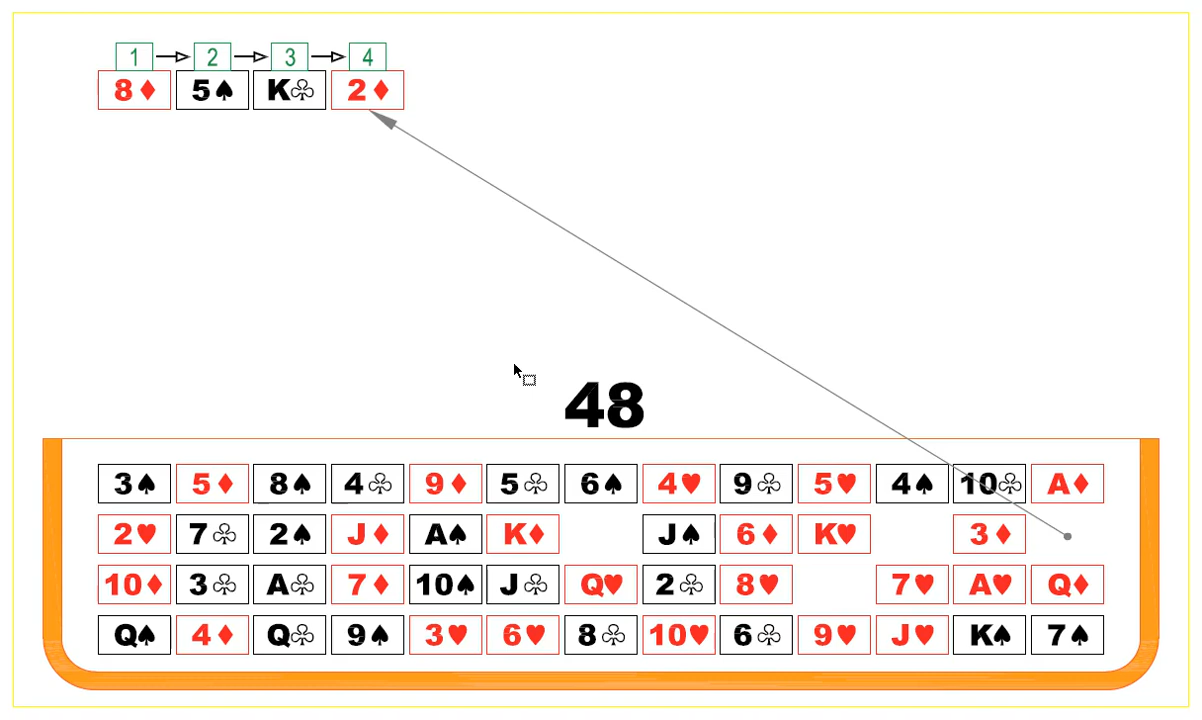 1 2 3 4
8♦ 5♠ K♧ 2♦
48
3♠ 5♦ 8♠ 4♧ 9♦ 5♧ 6♠ 4♥ 9♧ 5♥ 4♠ 10♧ A♦
2♥ 7♧ 2♠ J♦ A♠ K♦ J♠ 6♦ K♥ 3♦
10♦ 3♧ A♧ 7♦ 10♠ J♧ Q♥ 2♧ 8♥ 7♥ A♥ Q♦
Q♠ 4♦ Q♧ 9♠ 3♥ 6♥ 8♧ 10♥ 6♧ 9♥ J♥ K♠ 7♠